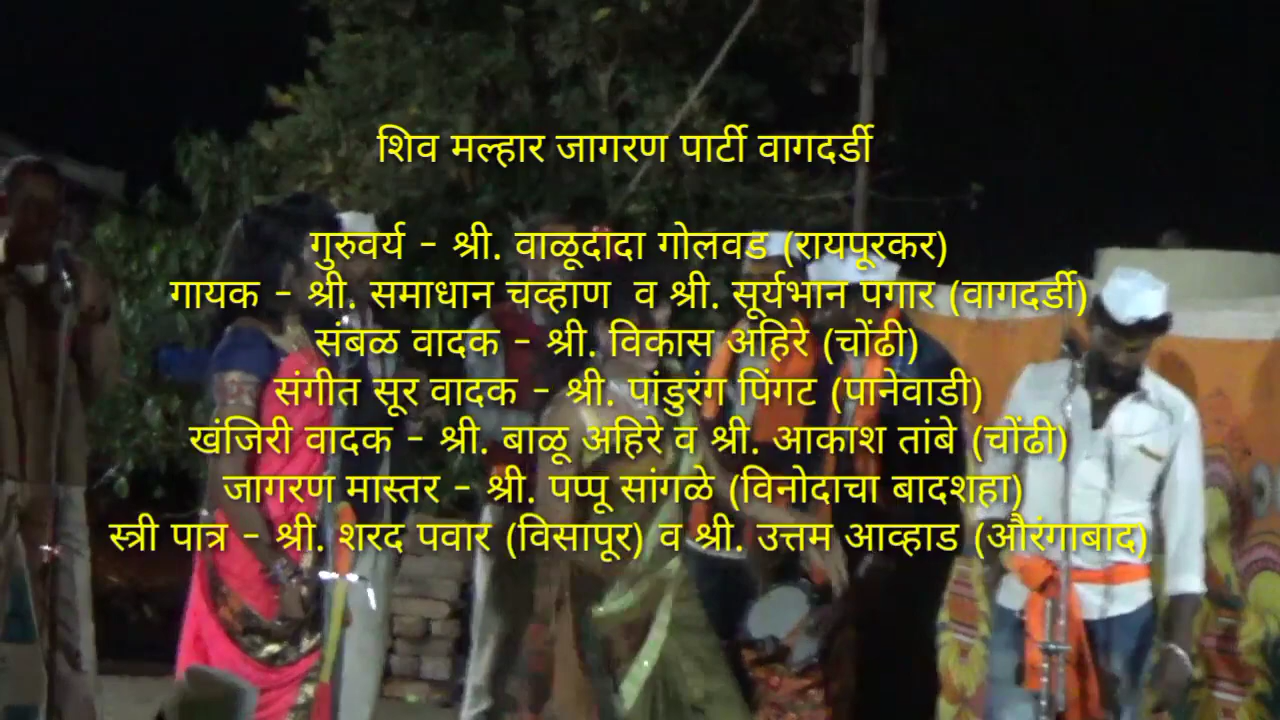 शिव मल्हार जागरण पार्टी वागदर्डी
गुरुवर्य - श्री. वाळूदादा गोलवड (रायपूरकर)
गायक - श्री. समाधान चव्हाण व श्री. सूर्यभान पगार (वागदर्डी)
संबळ वादक - श्री. विकास अहिरे (चोंढी)
संगीत सूर वादक - श्री. पांडुरंग पिंगट (पानेवाडी)
खंजिरी वादक - श्री. बाळू अहिरे व श्री. आकाश तांबे (चोंढी)
जागरण मास्तर - श्री. पप्पू सांगळे (विनोदाचा बादशहा)
स्त्री पात्र - श्री. शरद पवार (विसापूर) व श्री. उत्तम आव्हाड (औरंगाबाद)